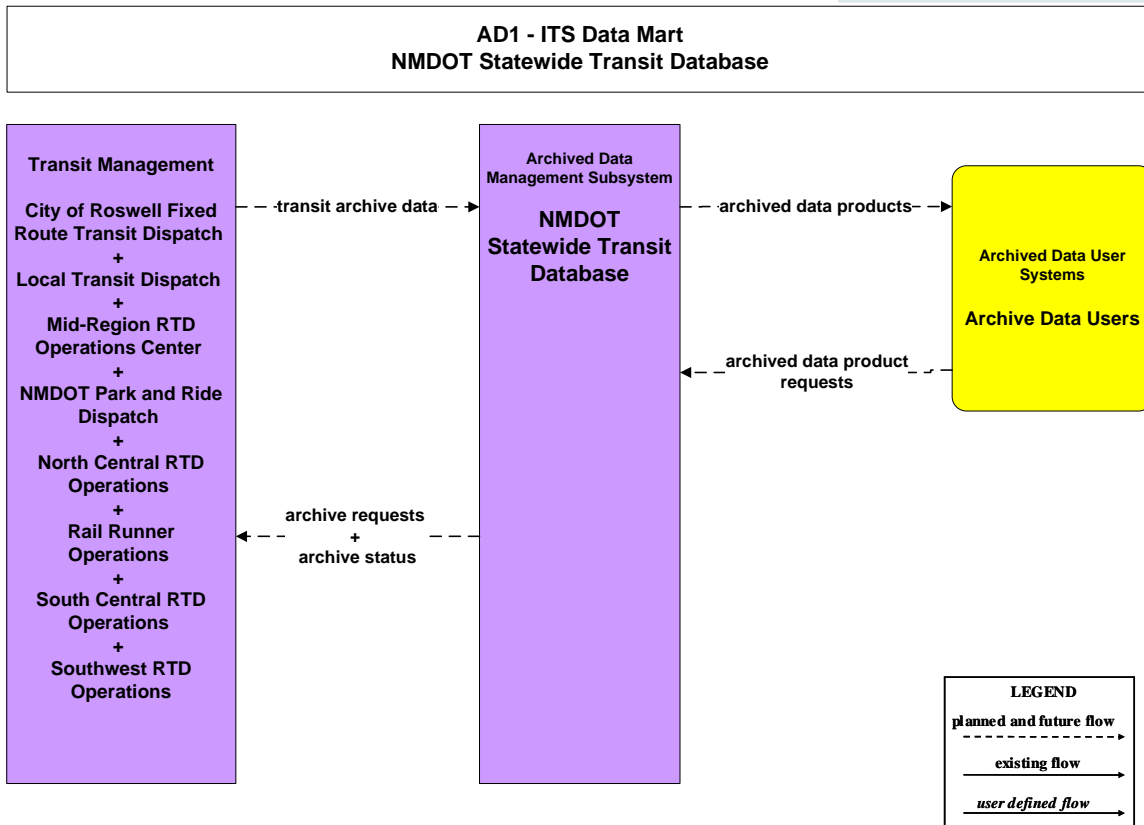 AD1 - ITS Data Mart
NMDOT Statewide Transit Database
Transit Management
City of Roswell Fixed
Route Transit Dispatch
+
Local Transit Dispatch
+
Mid-Region RTD
Operations Center
+
NMDOT Park and Ride
Dispatch
+
North Central RTD
Operations
+
Rail Runner
Operations
+
South Central RTD
Operations
+
Southwest RTD
Operations
transit archive data
archive requests
+
archive status
Archived Data
Management Subsystem
NMDOT
Statewide Transit
Database
archived data products
archived data product
requests
Archived Data User
Systems
Archive Data Users
LEGEND
planned and future flow
existing flow
user defined flow